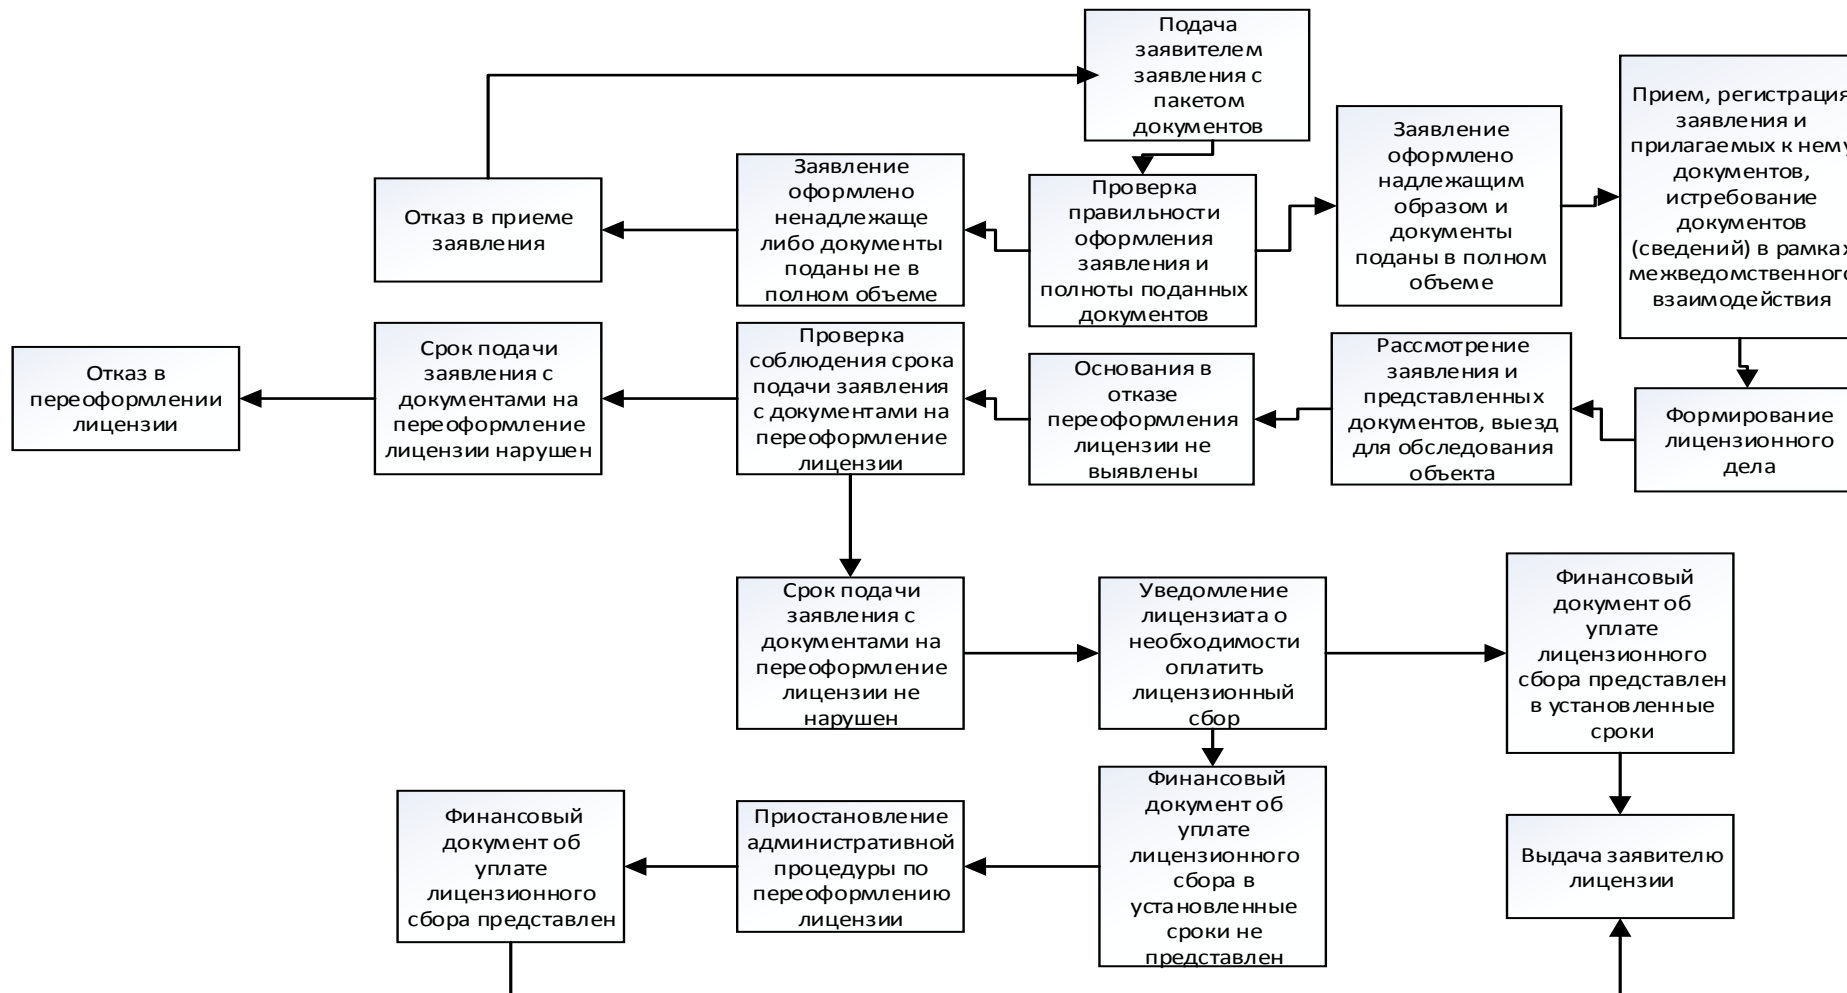 Подача
заявителем
заявления с
пакетом
документов
Прием, регистрация
заявления и
прилагаемых к нему
документов,
истребование
документов
(сведений) в рамках
межведомственного
взаимодействия
Заявление
оформлено
надлежащим
образом и
документы
поданы в полном
объеме
Проверка
правильности
оформления
заявления и
полноты поданных
документов
Заявление
оформлено
ненадлежаще
либо документы
поданы не в
полном объеме
Отказ в приеме
заявления
Отказ в
переоформлении
лицензии
Срок подачи
заявления с
документами на
переоформление
лицензии нарушен
Проверка
соблюдения срока
подачи заявления
с документами на
переоформление
лицензии
Основания в
отказе
переоформления
лицензии не
выявлены
Рассмотрение
заявления и
представленных
документов, выезд
для обследования
объекта
Формирование
лицензионного
дела
Срок подачи
заявления с
документами на
переоформление
лицензии не
нарушен
Уведомление
лицензиата о
необходимости
оплатить
лицензионный
сбор
Финансовый
документ об
уплате
лицензионного
сбора представлен
в установленные
сроки
Финансовый
документ об
уплате
лицензионного
сбора представлен
Приостановление
административной
процедуры по
переоформлению
лицензии
Финансовый
документ об
уплате
лицензионного
сбора в
установленные
сроки не
представлен
Выдача заявителю
лицензии